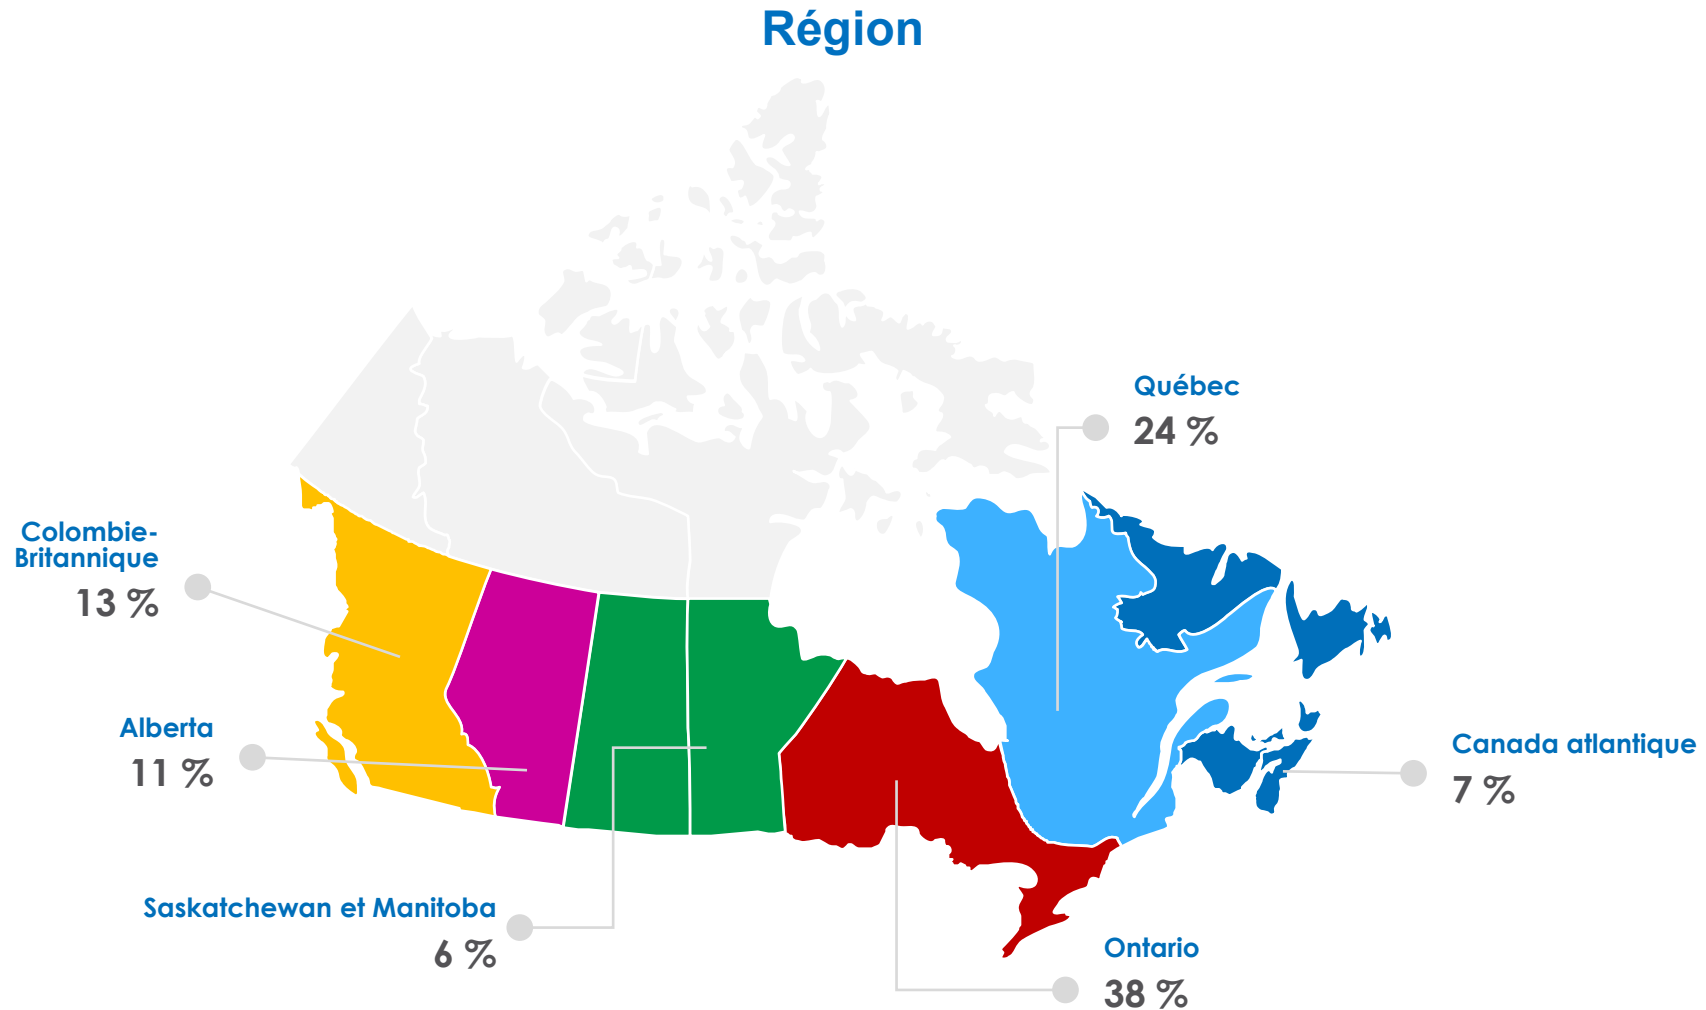 Région
Québec
24 %
Colombie-
Britannique
13 %
Alberta
11 %
Canada atlantique
7 %
Saskatchewan et Manitoba
6 %
Ontario
38 %